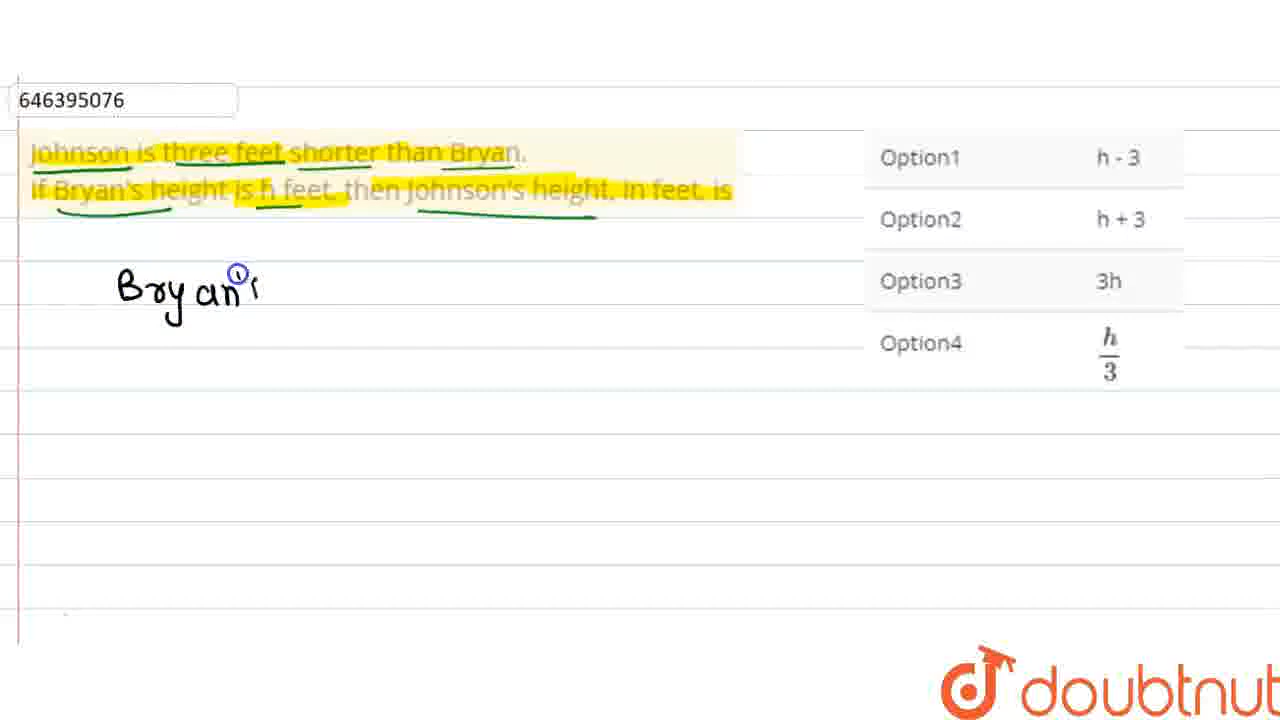 646395076
Johnson is three feet shorter than Bryan.
If Bryan's height is h feet, then Johnson's height, in feet, is
Option1 h - 3
Option2 h + 3
Option3 3h
Option4 h/3
Bryan's
doubtnut